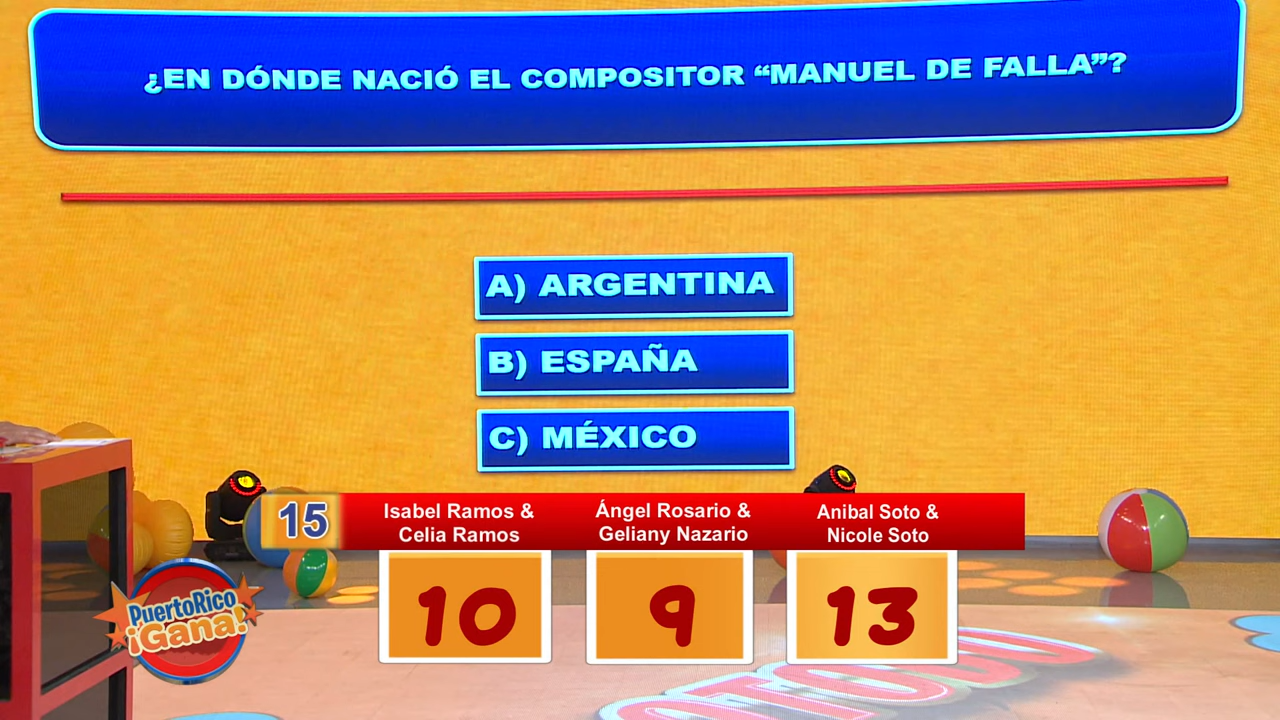 ¿EN DÓNDE NACIÓ EL COMPOSITOR “MANUEL DE FALLA”?
A) ARGENTINA
B) ESPAÑA
C) MÉXICO
15
Isabel Ramos &
Celia Ramos
Ángel Rosario &
Geliany Nazario
Anibal Soto &
Nicole Soto
10
9
13
PuertoRico
¡Gana!